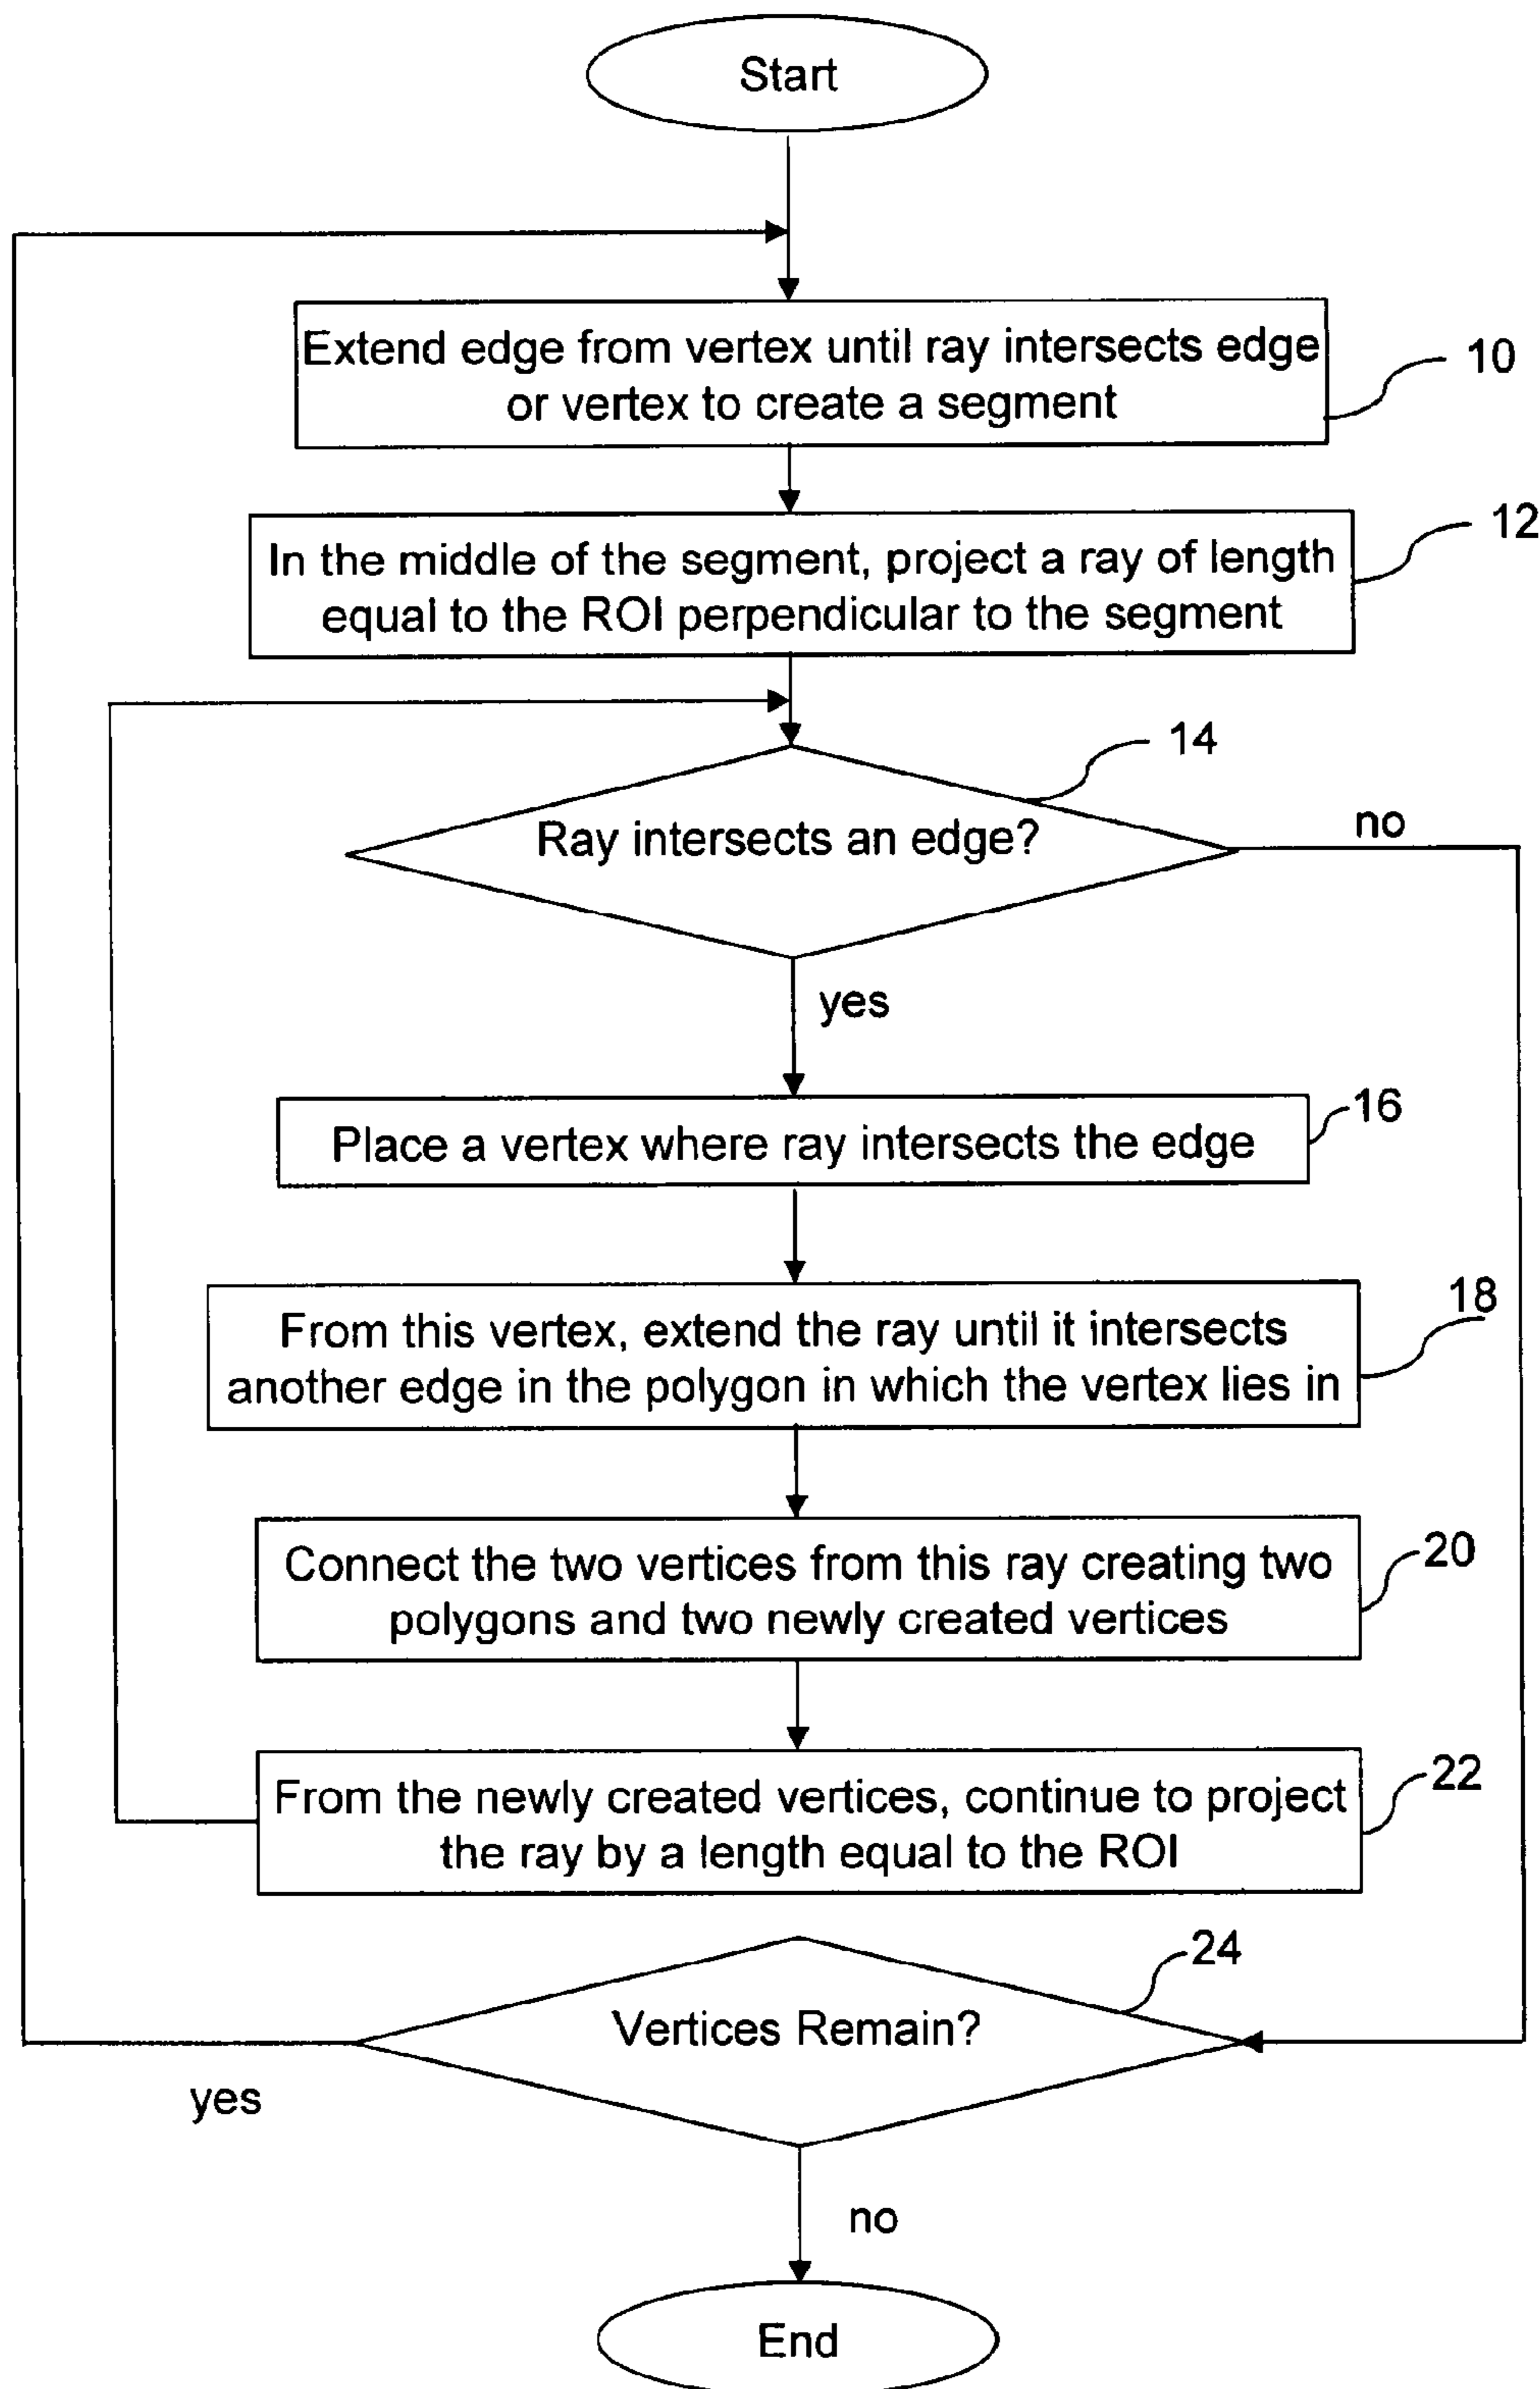 Start
Extend edge from vertex until ray intersects edge
or vertex to create a segment
10
In the middle of the segment, project a ray of length
equal to the ROI perpendicular to the segment
12
14
Ray intersects an edge?
no
yes
Place a vertex where ray intersects the edge
16
From this vertex, extend the ray until it intersects
another edge in the polygon in which the vertex lies in
18
Connect the two vertices from this ray creating two
polygons and two newly created vertices
20
From the newly created vertices, continue to project
the ray by a length equal to the ROI
22
24
Vertices Remain?
yes
no
End